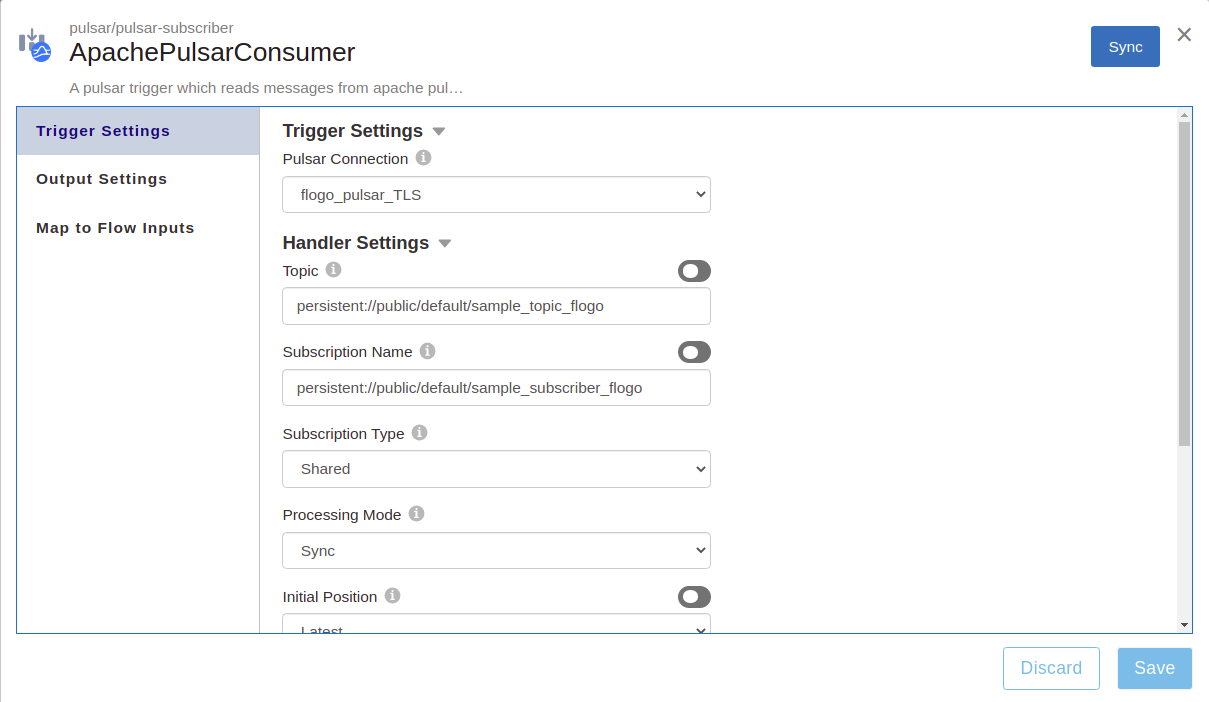 pulsar/pulsar-subscriber
ApachePulsarConsumer
A pulsar trigger which reads messages from apache pul…
Sync
Trigger Settings
Output Settings
Map to Flow Inputs
Trigger Settings
Pulsar Connection
flogo_pulsar_TLS
Handler Settings
Topic
persistent://public/default/sample_topic_flogo
Subscription Name
persistent://public/default/sample_subscriber_flogo
Subscription Type
Shared
Processing Mode
Sync
Initial Position
Latest
Discard
Save